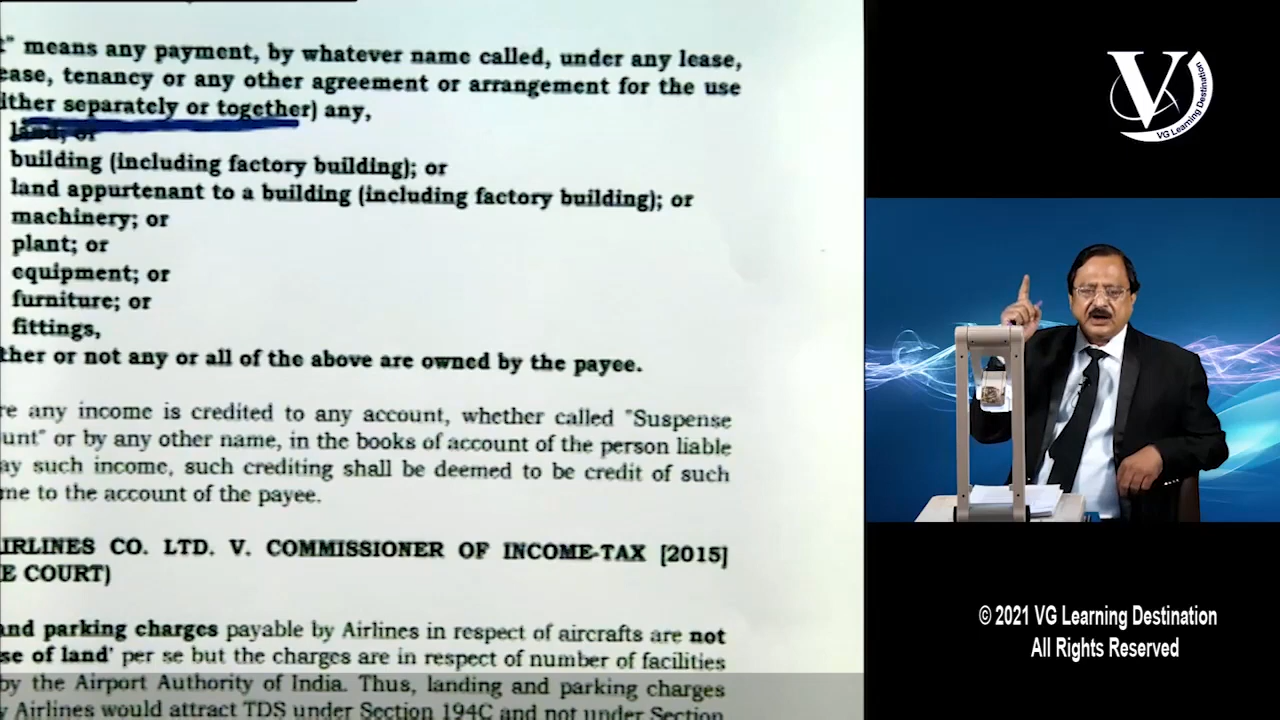 " means any payment, by whatever name called, under any lease,
ease, tenancy or any other agreement or arrangement for the use
ither separately or together) any,
land; or
building (including factory building); or
land appurtenant to a building (including factory building); or
machinery; or
plant; or
equipment; or
furniture; or
fittings,
ther or not any or all of the above are owned by the payee.
re any income is credited to any account, whether called "Suspense
unt" or by any other name, in the books of account of the person liable
ay such income, such crediting shall be deemed to be credit of such
me to the account of the payee.
IRLINES CO. LTD. V. COMMISSIONER OF INCOME-TAX [2015]
E COURT)
and parking charges payable by Airlines in respect of aircrafts are not
se of land' per se but the charges are in respect of number of facilities
by the Airport Authority of India. Thus, landing and parking charges
y Airlines would attract TDS under Section 194C and not under Section
V
VG Learning Destination
© 2021 VG Learning Destination
All Rights Reserved